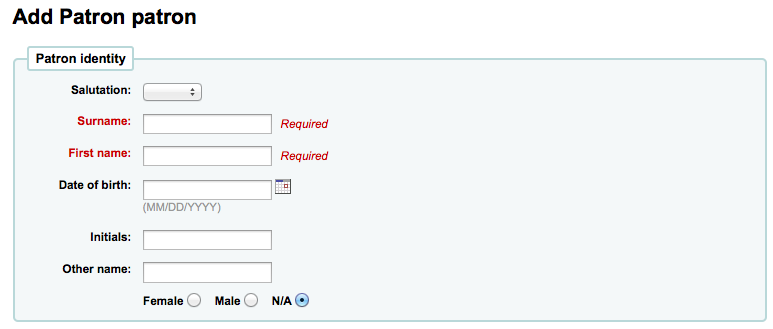 Add Patron patron
Patron identity
Salutation:
Surname: Required
First name: Required
Date of birth:
(MM/DD/YYYY)
Initials:
Other name:
Female Male N/A